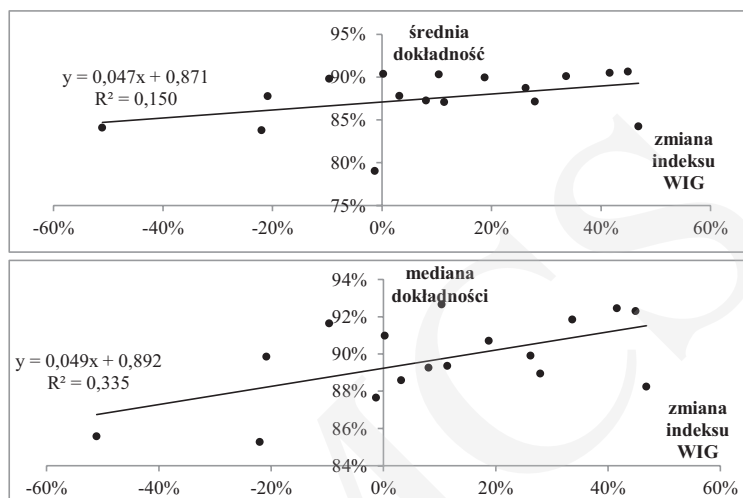 95%
90%
85%
80%
75%
średnia
dokładność
y = 0,047x + 0,871
R² = 0,150
zmiana
indeksu
WIG
-60% -40% -20% 0% 20% 40% 60%
94%
92%
90%
88%
86%
84%
mediana
dokładności
y = 0,049x + 0,892
R² = 0,335
zmiana
indeksu
WIG
-60% -40% -20% 0% 20% 40% 60%